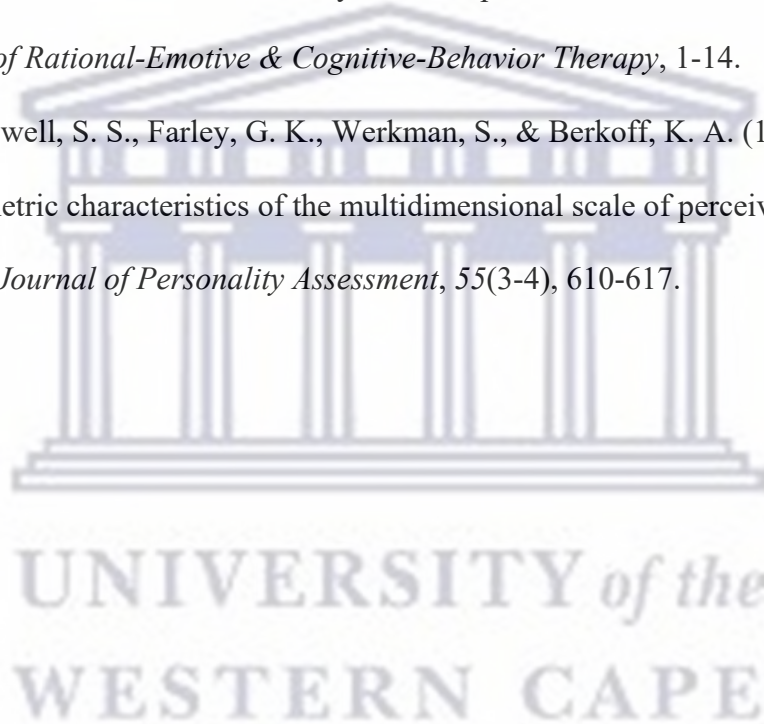 of Rational-Emotive & Cognitive-Behavior Therapy, 1-14.
well, S. S., Farley, G. K., Werkman, S., & Berkoff, K. A. (1
etric characteristics of the multidimensional scale of perceiv
Journal of Personality Assessment, 55(3-4), 610-617.
UNIVERSITY of the
WESTERN CAPE